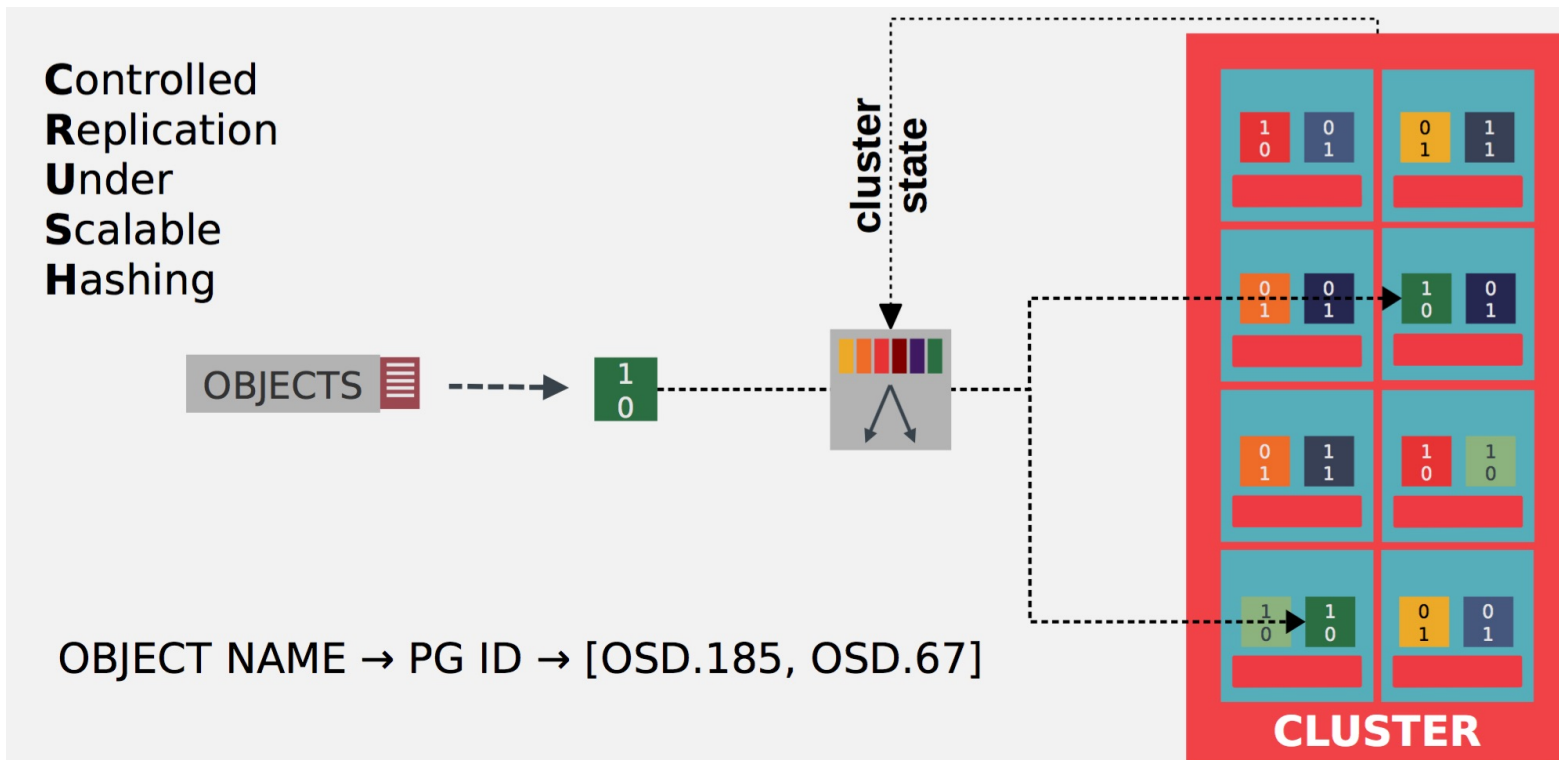 Controlled
Replication
Under
Scalable
Hashing
cluster
state
OBJECTS
1
0
1 0 0 1
0 1 1 1
0 0 1 0
1 1 0 1
0 1 1 1
1 1 0 0
1 1 0 0
0 0 1 1
OBJECT NAME → PG ID → [OSD.185, OSD.67]
CLUSTER